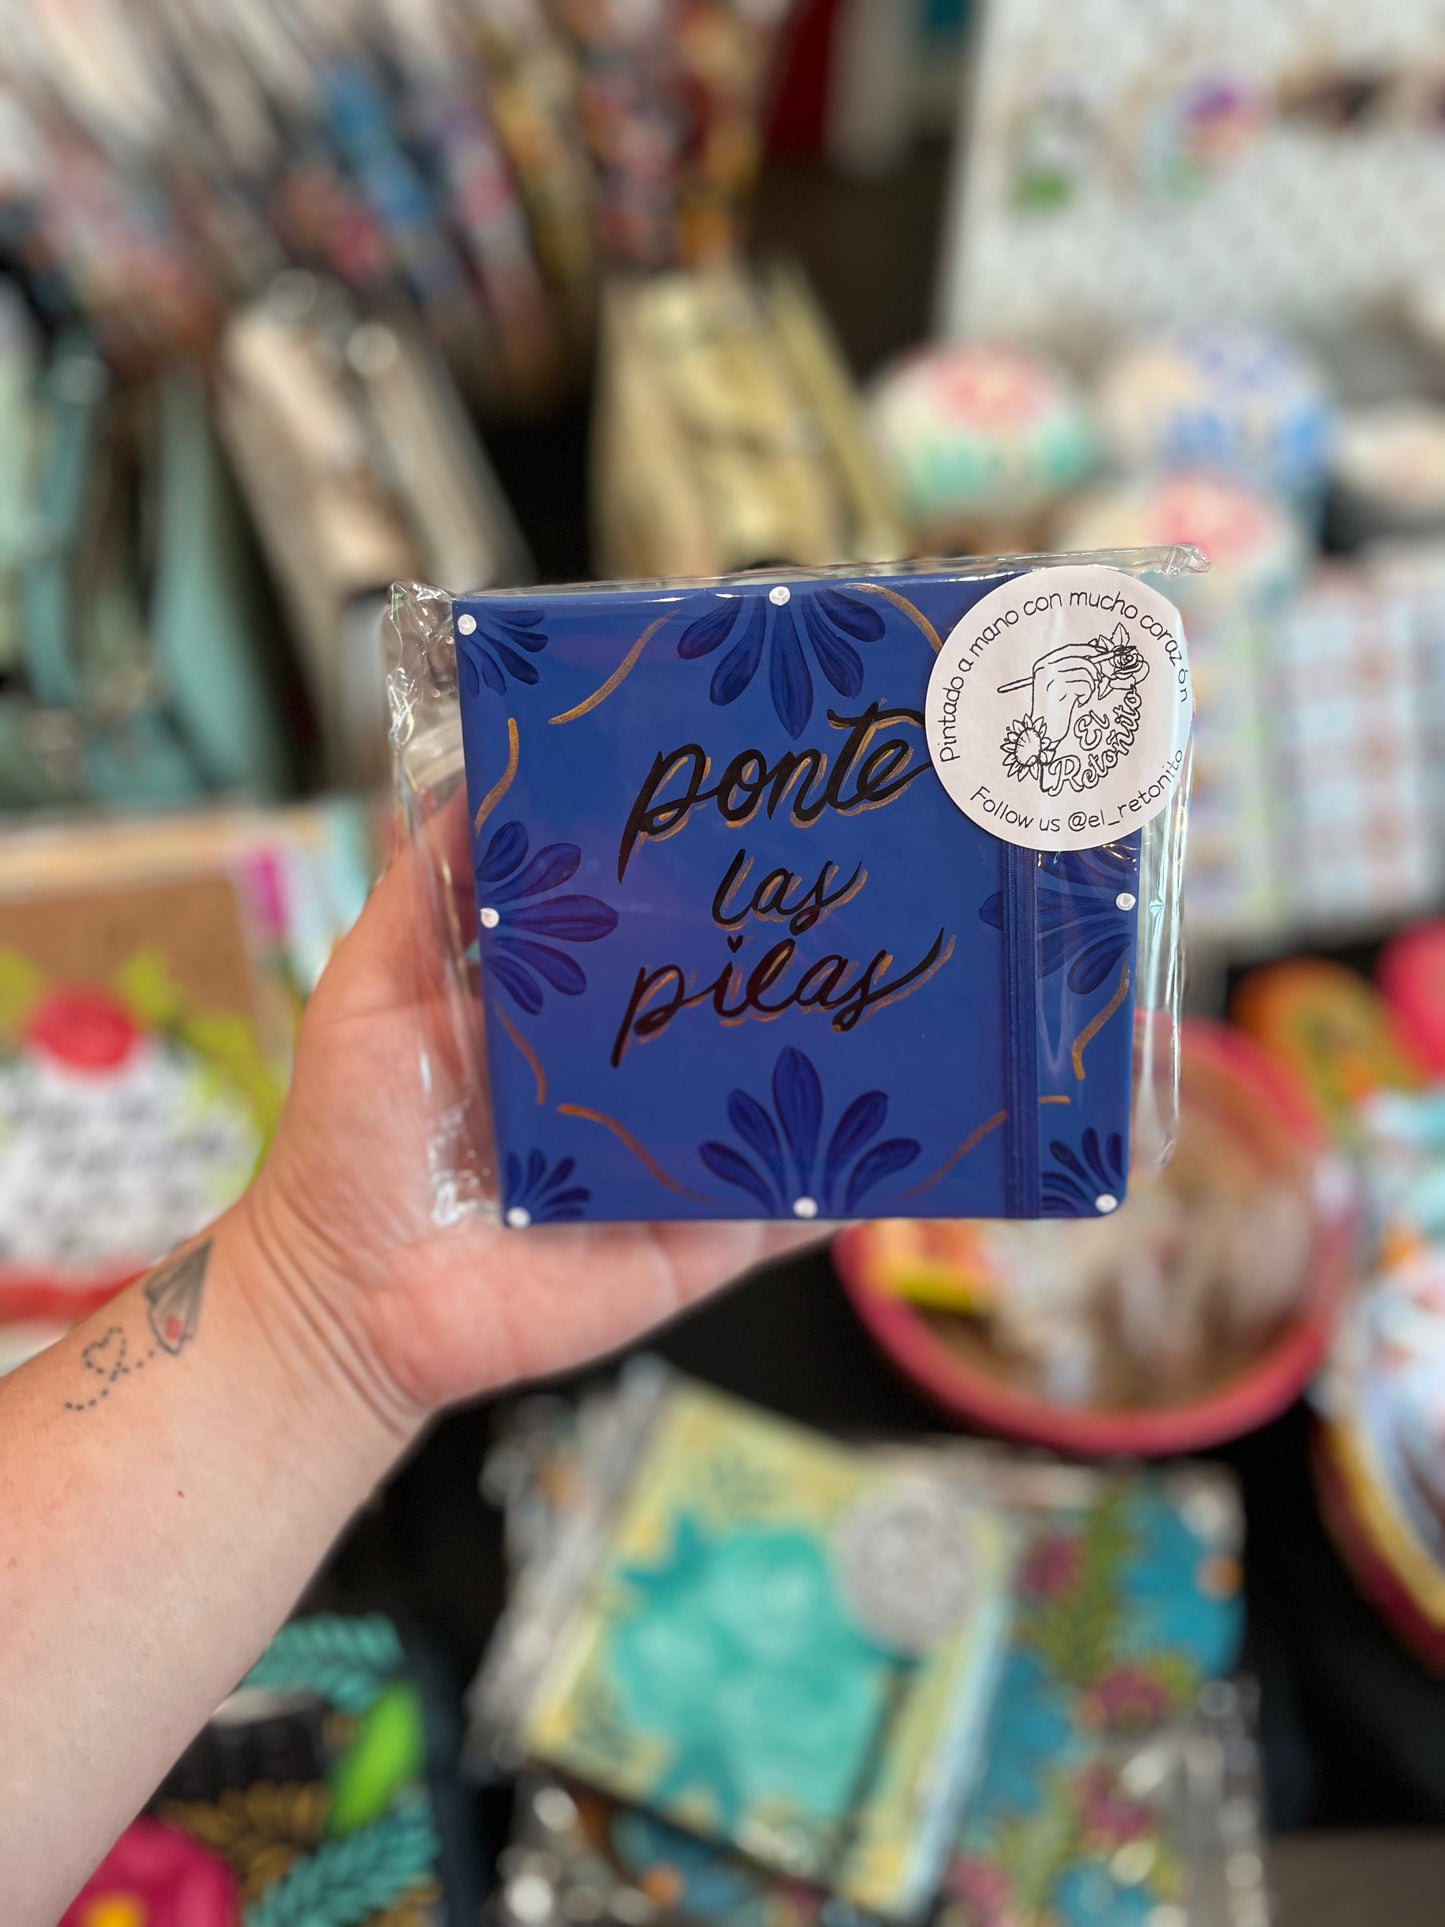 Pintado a mano con mucho corazón
El
Retoñito
Follow us @el_retonito
ponte
las
pilas